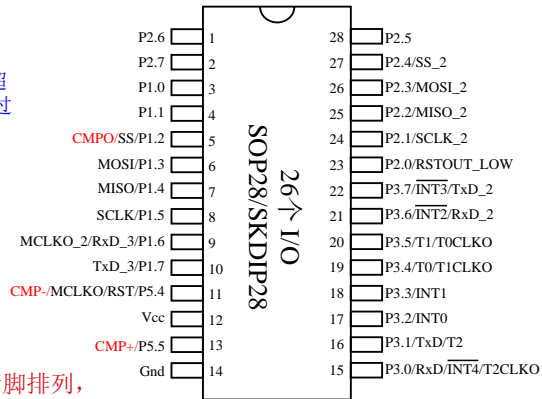 P2.6 1 28 P2.5
P2.7 2 27 P2.4/SS_2
P1.0 3 26 P2.3/MOSI_2
P1.1 4 25 P2.2/MISO_2
CMPO/SS/P1.2 5 24 P2.1/SCLK_2
MOSI/P1.3 6 23 P2.0/RSTOUT_LOW
MISO/P1.4 7 22 P3.7/INT3/TxD_2
SCLK/P1.5 8 21 P3.6/INT2/RxD_2
MCLKO_2/RxD_3/P1.6 9 20 P3.5/T1/T0CLKO
TxD_3/P1.7 10 19 P3.4/T0/T1CLKO
CMP-/MCLKO/RST/P5.4 11 18 P3.3/INT1
Vcc 12 17 P3.2/INT0
CMP+/P5.5 13 16 P3.1/TxD/T2
Gnd 14 15 P3.0/RxD/INT4/T2CLKO
26个 I/O
SOP28/SKDIP28
脚排列，